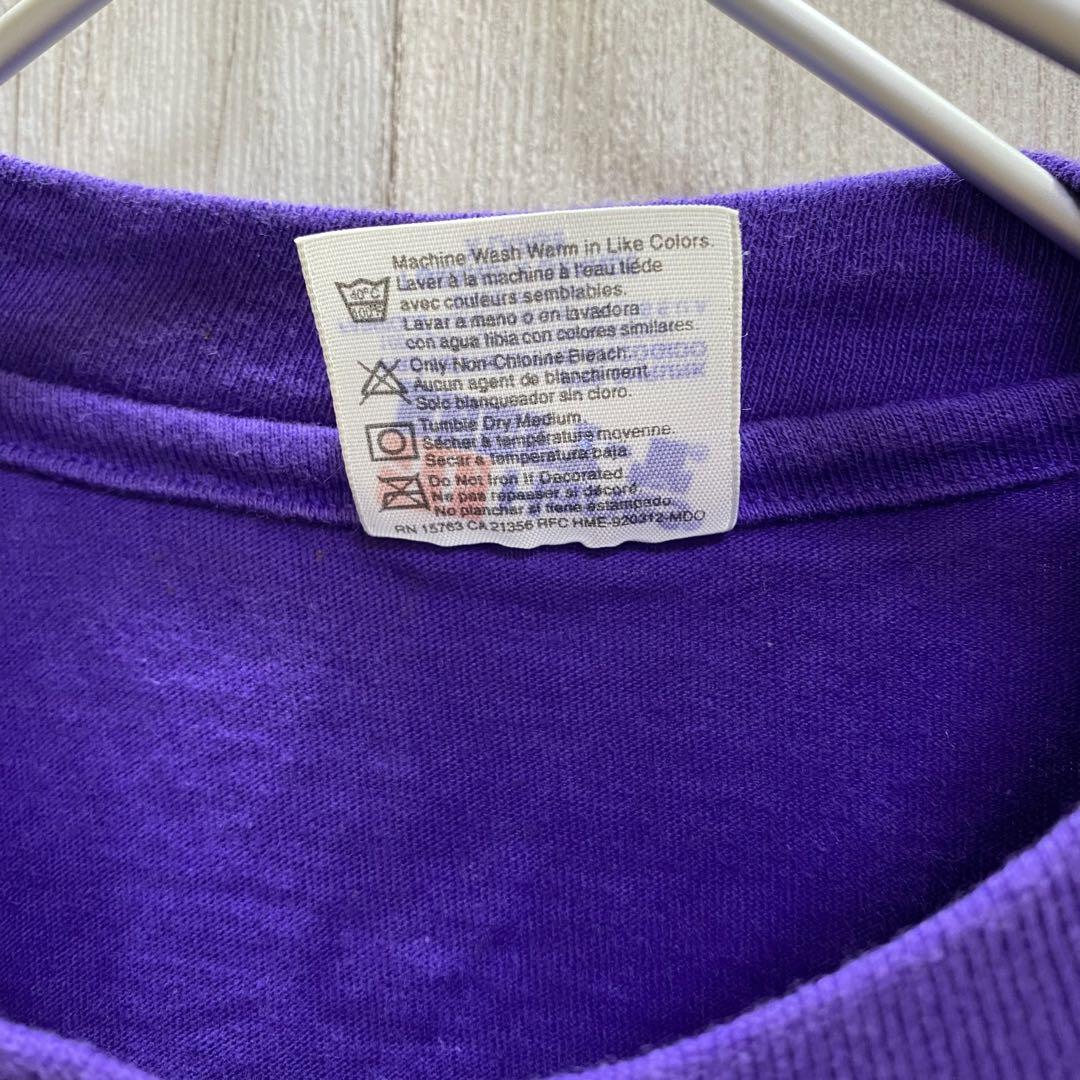 Machine Wash Warm in Like Colors.
40°C
Laver à la machine à l'eau tiède
avec couleurs semblables.
Lavar a mano o en lavadora
con agua tibia con colores similares.
Only Non-Chlorine Bleach.
Aucun agent de blanchiment
Solo blanqueador sin cloro.
Tumble Dry Medium
Sécher à température moyenne.
Secar a temperatura baja
Do Not Iron If Decorated
Ne pas repasser si décoré
No planchar si tiene estampado.
RN 15763 CA 21356 RFC HME-920312-MDO